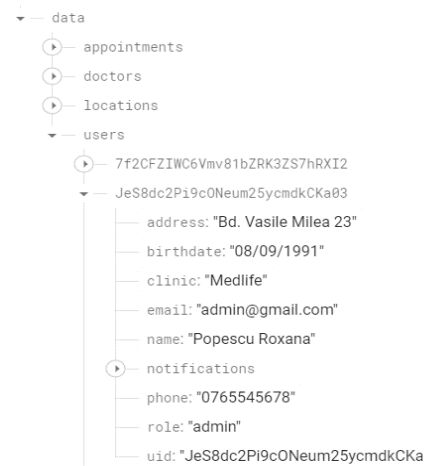 data
appointments
doctors
locations
users
7f2CFZIWC6Vmv81bZRK3ZS7hRXI2
JeS8dc2Pi9cONeum25ycmdkCKa03
address: "Bd. Vasile Milea 23"
birthdate: "08/09/1991"
clinic: "Medlife"
email: "admin@gmail.com"
name: "Popescu Roxana"
notifications
phone: "0765545678"
role: "admin"
uid: "JeS8dc2Pi9cONeum25ycmdkCKa